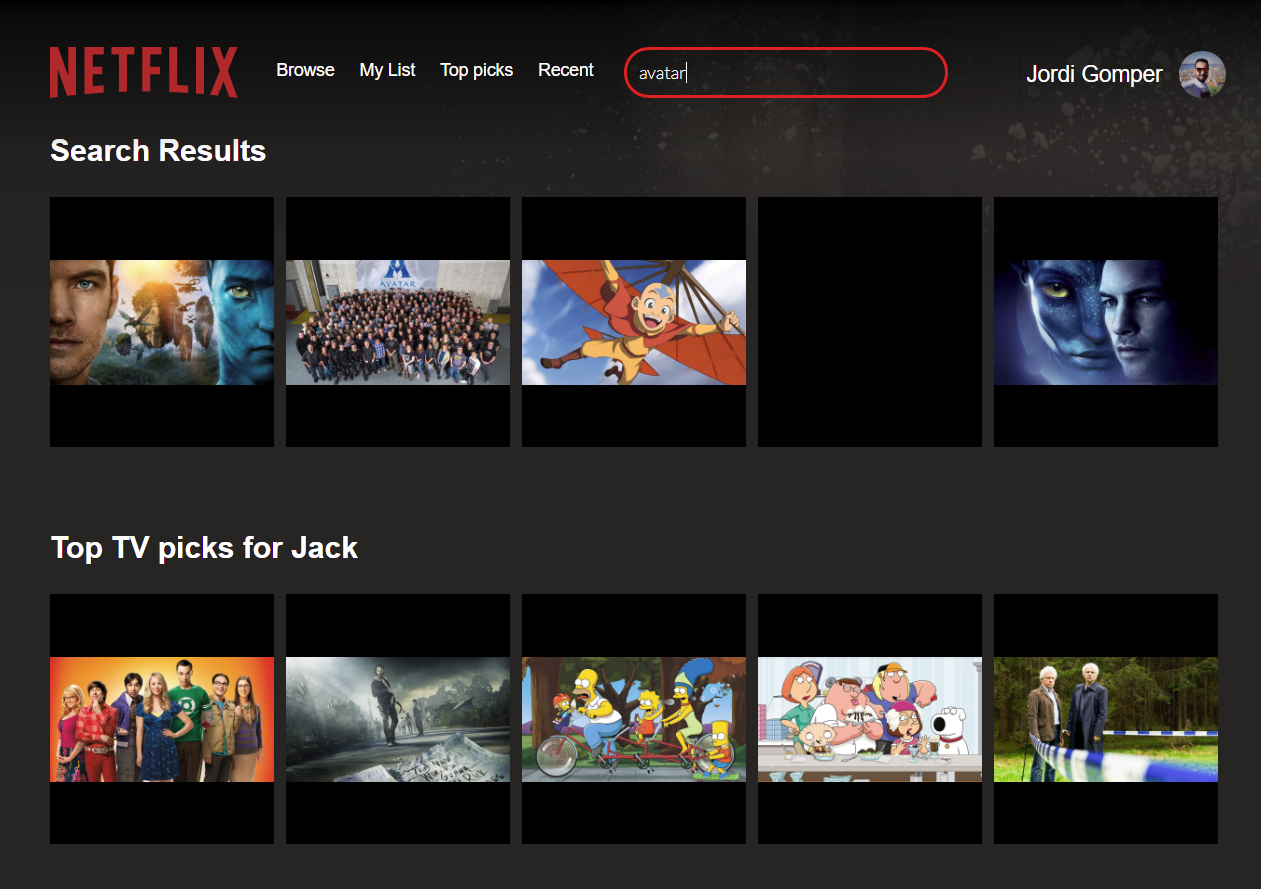 NETFLIX
Browse
My List
Top picks
Recent
avatar
Jordi Gomper
Search Results
AVATAR
Top TV picks for Jack